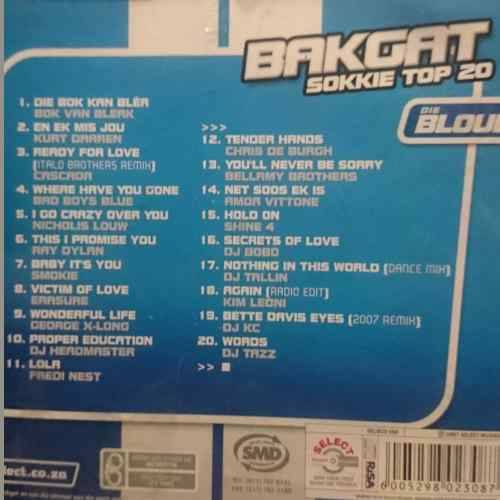 BAKGAT
SOKKIE TOP 20
DIE
BLOU
1. DIE BOK KAN BLÊR
BOK VAN BLERK
2. EN EK MIS JOU
KURT DARREN
3. READY FOR LOVE
(ITALO BROTHERS REMIX)
CASCADA
4. WHERE HAVE YOU GONE
BAD BOYS BLUE
5. I GO CRAZY OVER YOU
NICHOLIS LOUW
6. THIS I PROMISE YOU
RAY DYLAN
7. BABY IT'S YOU
SMOKIE
8. VICTIM OF LOVE
ERASURE
9. WONDERFUL LIFE
GEORGE X-LONG
10. PROPER EDUCATION
DJ HEADMASTER
11. LOLA
FREDI NEST
>>>
12. TENDER HANDS
CHRIS DE BURGH
13. YOU'LL NEVER BE SORRY
BELLAMY BROTHERS
14. NET SOOS EK IS
AMOR VITTONE
15. HOLD ON
SHINE 4
16. SECRETS OF LOVE
DJ BOBO
17. NOTHING IN THIS WORLD (DANCE MIX)
DJ TALLIN
18. AGAIN (RADIO EDIT)
KIM LEONI
19. BETTE DAVIS EYES (2007 REMIX)
DJ KC
20. WORDS
DJ TAZZ
>>
lect.co.za
SMD
SELECT
RiSA
6005298 023087